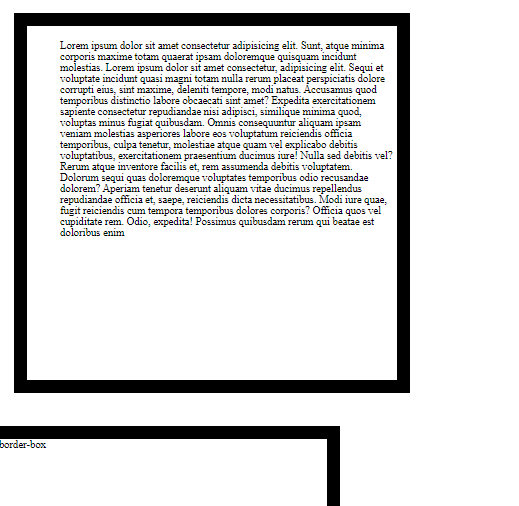 Lorem ipsum dolor sit amet consectetur adipisicing elit. Sunt, atque minima
corporis maxime totam quaerat ipsam doloremque quisquam incidunt
molestias. Lorem ipsum dolor sit amet consectetur, adipisicing elit. Sequi et
voluptate incidunt quasi magni totam nulla rerum placeat perspiciatis dolore
corrupti eius, sint maxime, deleniti tempore, modi natus. Accusamus quod
temporibus distinctio labore obcaecati sint amet? Expedita exercitationem
sapiente consectetur repudiandae nisi adipisci, similique minima quod,
voluptas minus fugiat quibusdam. Omnis consequuntur aliquam ipsam
veniam molestias asperiores labore eos voluptatum reiciendis officia
temporibus, culpa tenetur, molestiae atque quam vel explicabo debitis
voluptatibus, exercitationem praesentium ducimus iure! Nulla sed debitis vel?
Rerum atque inventore facilis et, rem assumenda debitis voluptatem.
Dolorum sequi quas doloremque voluptates temporibus odio recusandae
dolorem? Aperiam tenetur deserunt aliquam vitae ducimus repellendus
repudiandae officia et, saepe, reiciendis dicta necessitatibus. Modi iure quae,
fugit reiciendis cum tempora temporibus dolores corporis? Officia quos vel
cupiditate rem. Odio, expedita! Possimus quibusdam rerum qui beatae est
doloribus enim
border-box